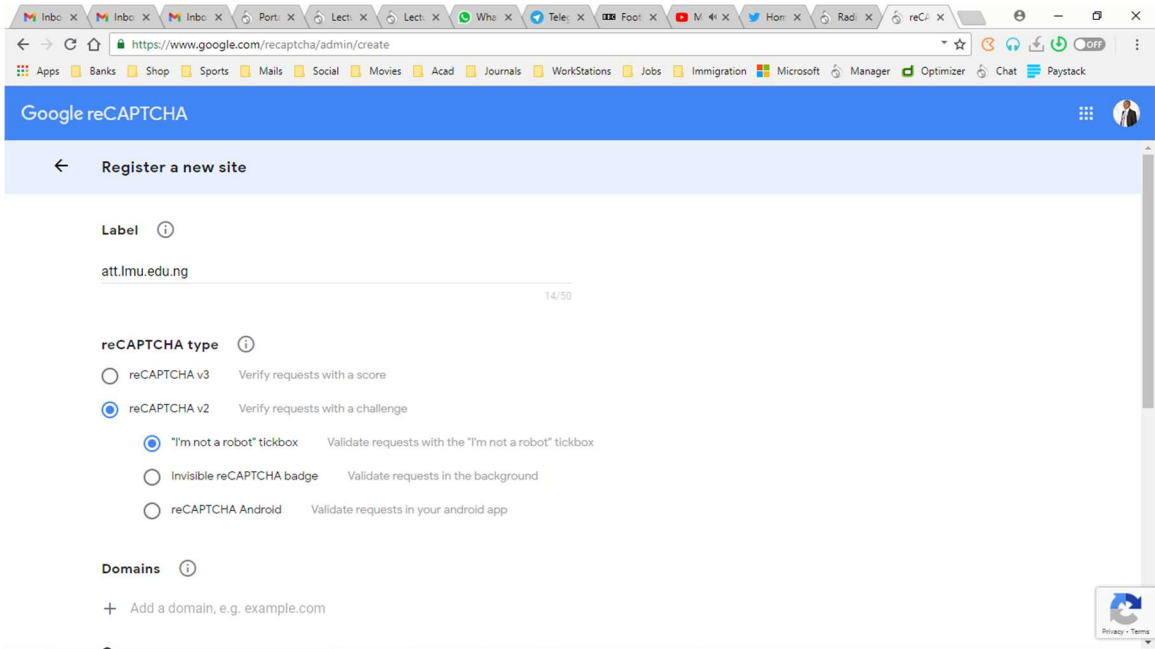 Inbo Inbo Inbo Port Lect Lect Wha Teleg Foot M Hom Radi reCA
https://www.google.com/recaptcha/admin/create OFF
Apps Banks Shop Sports Mails Social Movies Acad Journals WorkStations Jobs Immigration Microsoft Manager Optimizer Chat Paystack
Google reCAPTCHA
Register a new site
Label
att.lmu.edu.ng
14/50
reCAPTCHA type
reCAPTCHA v3 Verify requests with a score
reCAPTCHA v2 Verify requests with a challenge
"I'm not a robot" tickbox Validate requests with the "I'm not a robot" tickbox
Invisible reCAPTCHA badge Validate requests in the background
reCAPTCHA Android Validate requests in your android app
Domains
+ Add a domain, e.g. example.com
Privacy - Terms